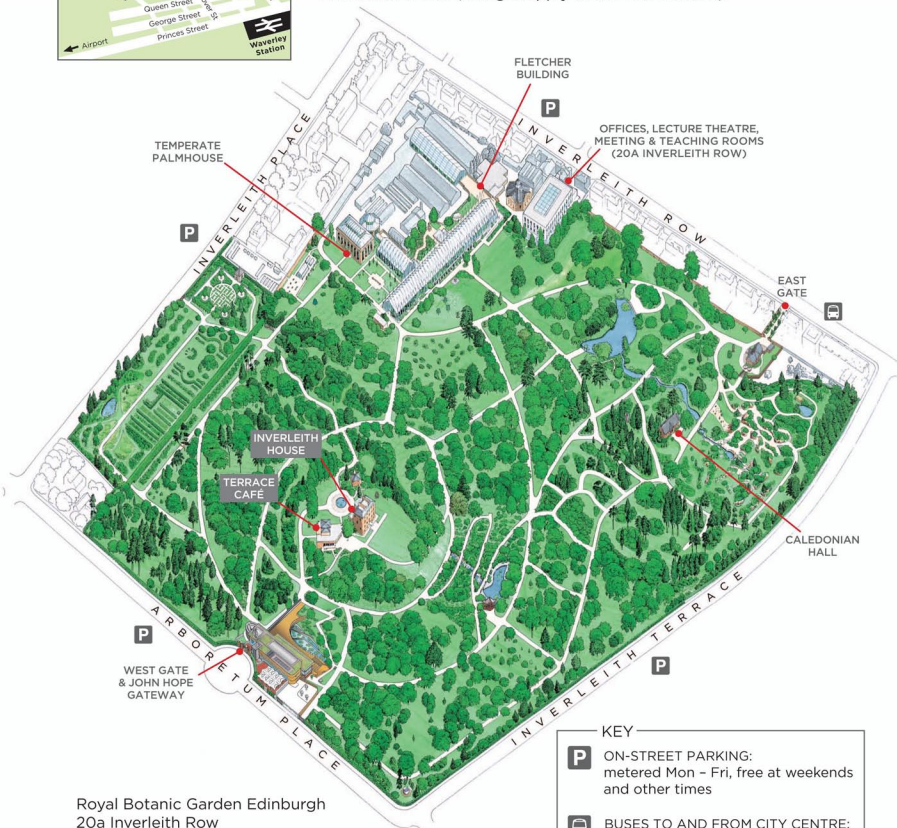 Queen Street
George Street
Princes Street
Airport
Waverley
Station
FLETCHER
BUILDING
P
INVERLEITH ROW
OFFICES, LECTURE THEATRE,
MEETING & TEACHING ROOMS
(20A INVERLEITH ROW)
TEMPERATE
PALMHOUSE
INVERLEITH PLACE
P
EAST
GATE
INVERLEITH
HOUSE
TERRACE
CAFÉ
CALEDONIAN
HALL
ARBORETUM PLACE
P
WEST GATE
& JOHN HOPE
GATEWAY
INVERLEITH TERRACE
P
KEY
P ON-STREET PARKING:
metered Mon – Fri, free at weekends
and other times
BUSES TO AND FROM CITY CENTRE:
Royal Botanic Garden Edinburgh
20a Inverleith Row